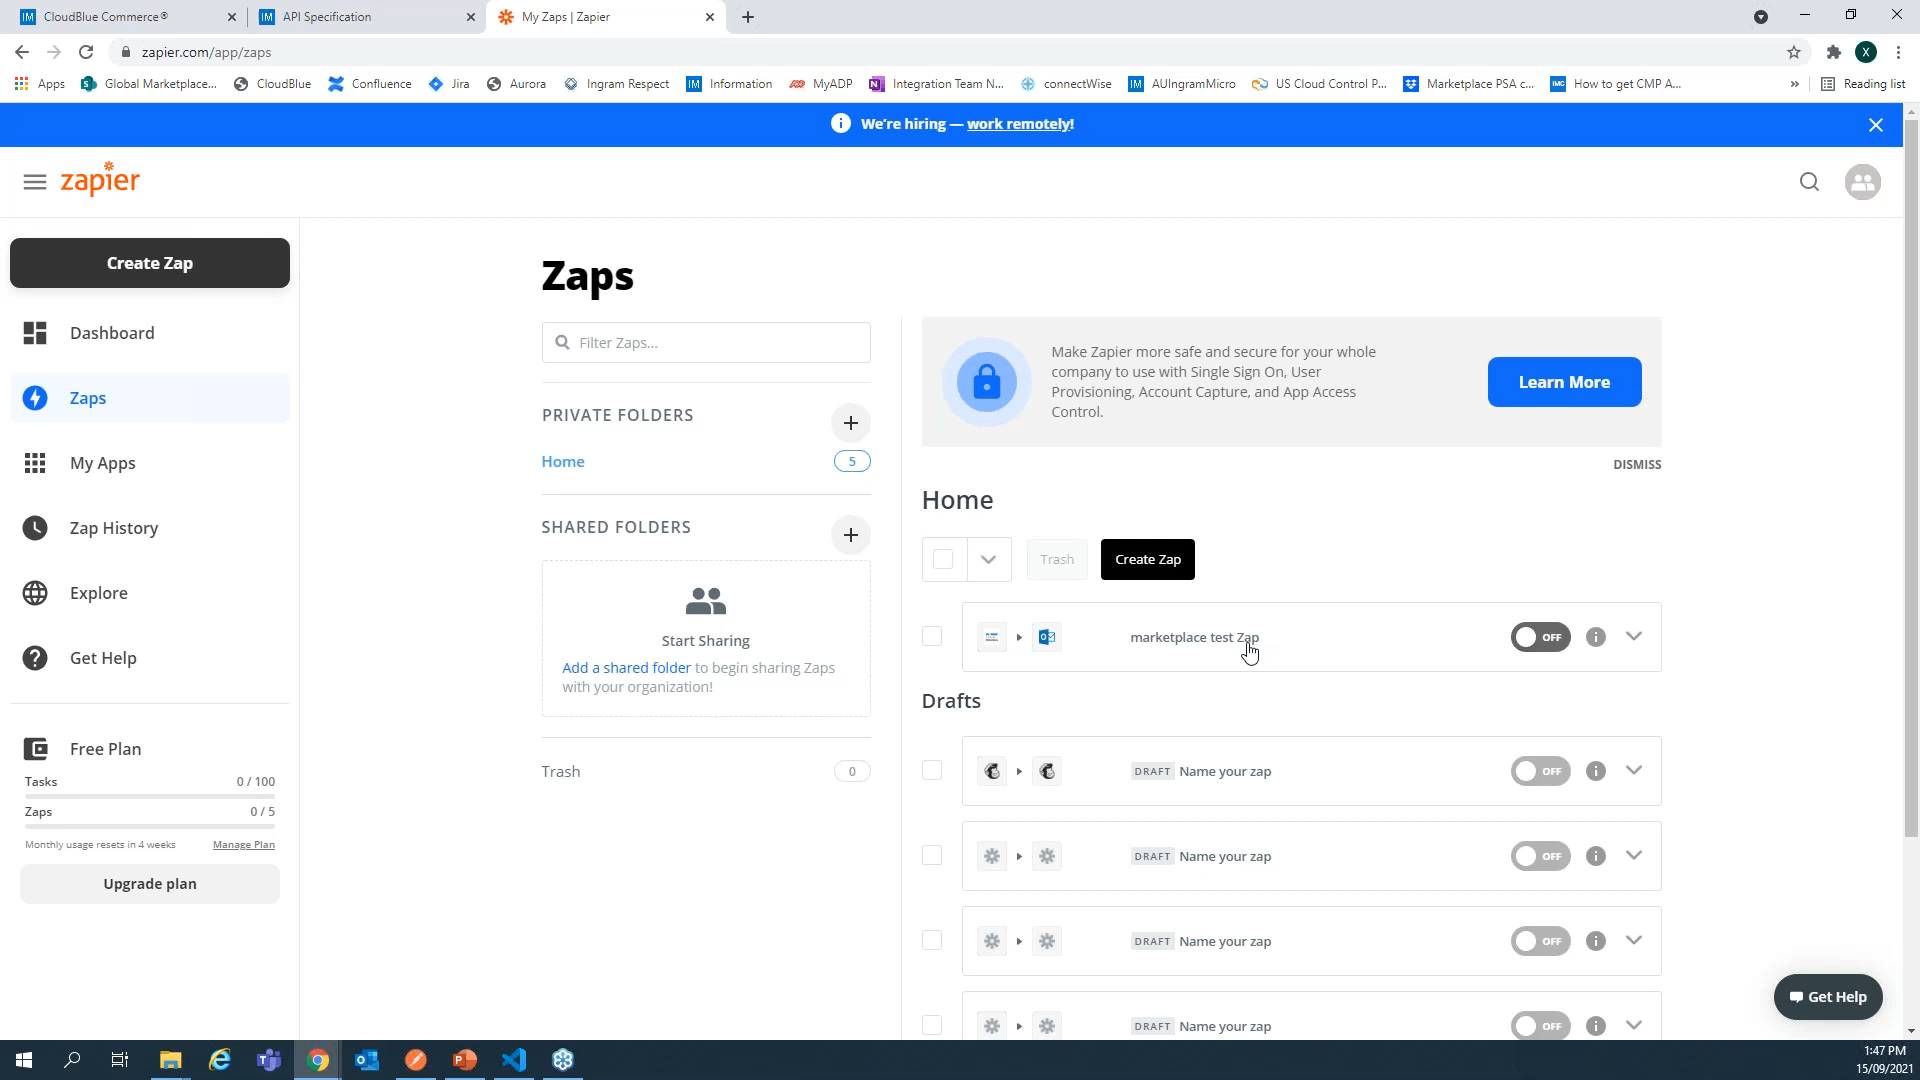 CloudBlue Commerce®
API Specification
My Zaps | Zapier
zapier.com/app/zaps
X
Apps
Global Marketplace...
CloudBlue
Confluence
Jira
Aurora
Ingram Respect
Information
MyADP
Integration Team N...
connectWise
AUIngramMicro
US Cloud Control P...
Marketplace PSA c...
How to get CMP A...
»
Reading list
We're hiring — work remotely!
zapier
Create Zap
Dashboard
Zaps
My Apps
Zap History
Explore
Get Help
Free Plan
Tasks 0 / 100
Zaps 0 / 5
Monthly usage resets in 4 weeks Manage Plan
Upgrade plan
Zaps
Filter Zaps...
PRIVATE FOLDERS
Home 5
SHARED FOLDERS
Start Sharing
Add a shared folder to begin sharing Zaps
with your organization!
Trash 0
Make Zapier more safe and secure for your whole
company to use with Single Sign On, User
Provisioning, Account Capture, and App Access
Control.
Learn More
DISMISS
Home
Trash
Create Zap
marketplace test Zap OFF
Drafts
DRAFT Name your zap OFF
DRAFT Name your zap OFF
DRAFT Name your zap OFF
DRAFT Name your zap OFF
Get Help
1:47 PM
15/09/2021